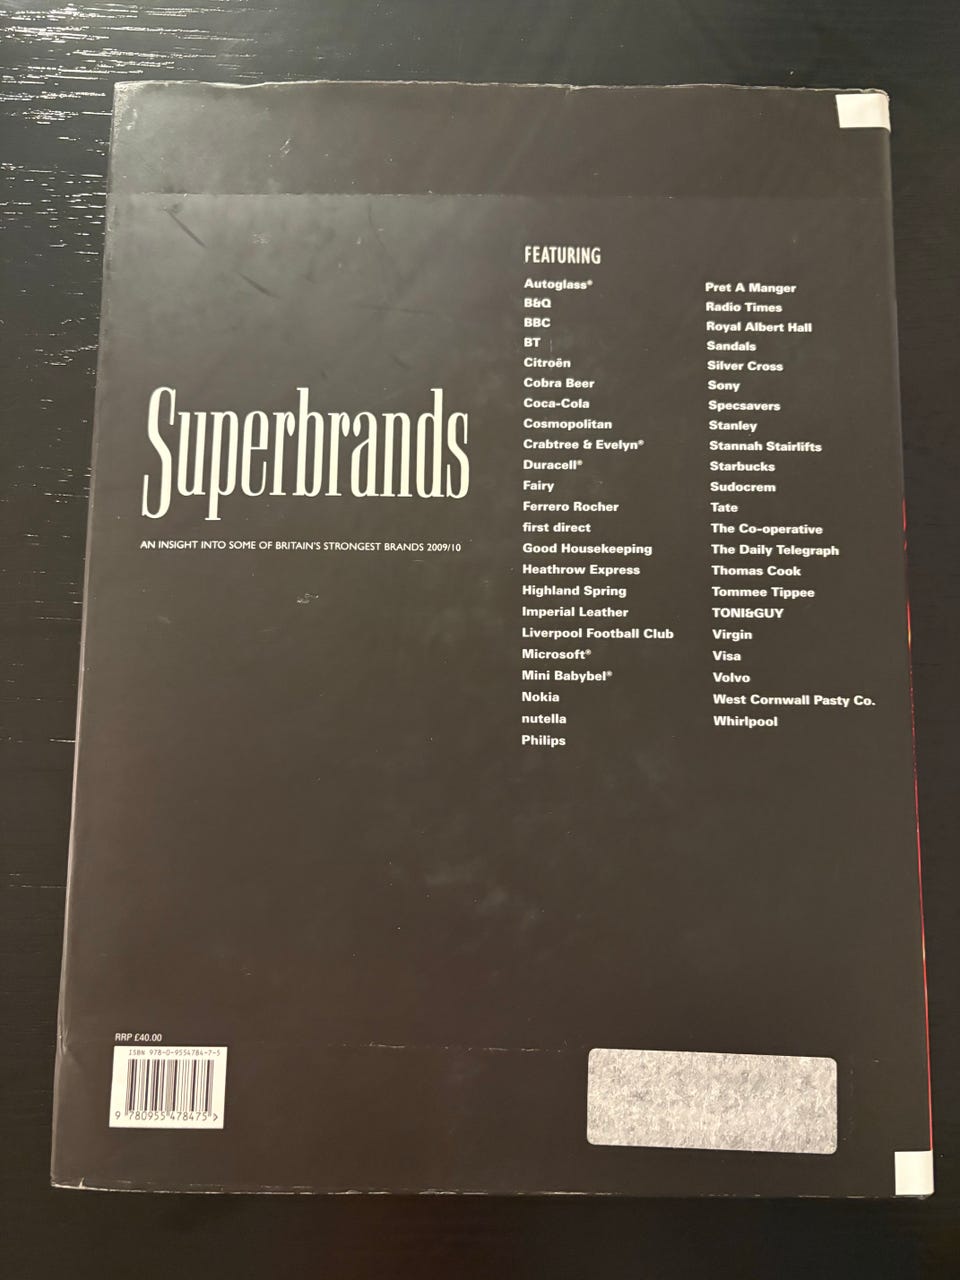 FEATURING
Autoglass®
B&Q
BBC
BT
Citroën
Cobra Beer
Coca-Cola
Cosmopolitan
Crabtree & Evelyn®
Duracell®
Fairy
Ferrero Rocher
first direct
Good Housekeeping
Heathrow Express
Highland Spring
Imperial Leather
Liverpool Football Club
Microsoft®
Mini Babybel®
Nokia
nutella
Philips
Pret A Manger
Radio Times
Royal Albert Hall
Sandals
Silver Cross
Sony
Specsavers
Stanley
Stannah Stairlifts
Starbucks
Sudocrem
Tate
The Co-operative
The Daily Telegraph
Thomas Cook
Tommee Tippee
TONI&GUY
Virgin
Visa
Volvo
West Cornwall Pasty Co.
Whirlpool
Superbrands
AN INSIGHT INTO SOME OF BRITAIN'S STRONGEST BRANDS 2009/10
RRP £40.00
ISBN 978-0-9554784-7-5
9 780955 478475 >